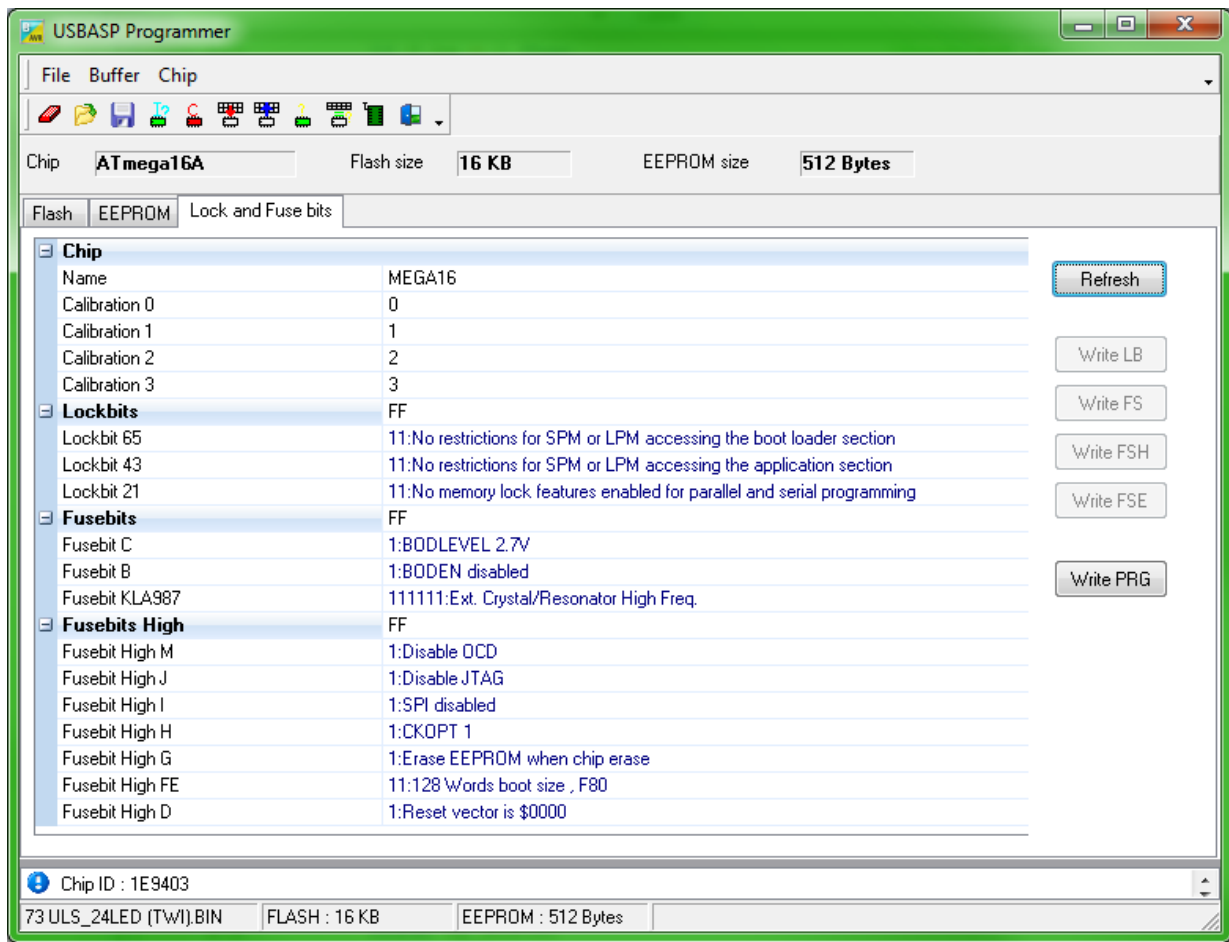 USBASP Programmer
File Buffer Chip
Chip ATmega16A Flash size 16 KB EEPROM size 512 Bytes
Flash EEPROM Lock and Fuse bits
Chip
Name MEGA16
Refresh
Calibration 0 0
Calibration 1 1
Calibration 2 2
Write LB
Calibration 3 3
Lockbits FF
Write FS
Lockbit 65 11:No restrictions for SPM or LPM accessing the boot loader section
Lockbit 43 11:No restrictions for SPM or LPM accessing the application section
Write FSH
Lockbit 21 11:No memory lock features enabled for parallel and serial programming
Write FSE
Fusebits FF
Fusebit C 1:BODLEVEL 2.7V
Fusebit B 1:BODEN disabled
Write PRG
Fusebit KLA987 111111:Ext. Crystal/Resonator High Freq.
Fusebits High FF
Fusebit High M 1:Disable OCD
Fusebit High J 1:Disable JTAG
Fusebit High I 1:SPI disabled
Fusebit High H 1:CKOPT 1
Fusebit High G 1:Erase EEPROM when chip erase
Fusebit High FE 11:128 Words boot size , F80
Fusebit High D 1:Reset vector is $0000
Chip ID : 1E9403
73 ULS_24LED (TWI).BIN FLASH : 16 KB EEPROM : 512 Bytes